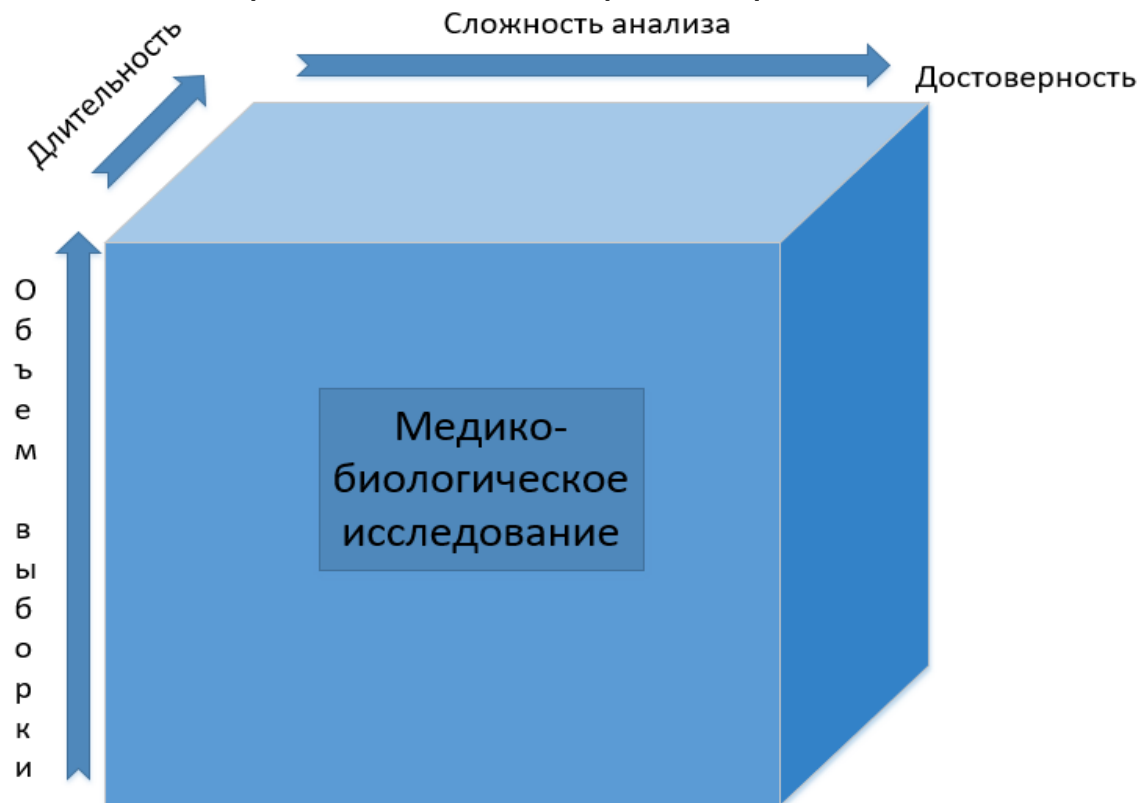 Сложность анализа
Длительность
Достоверность
Объем выборки
Медико-
биологическое
исследование